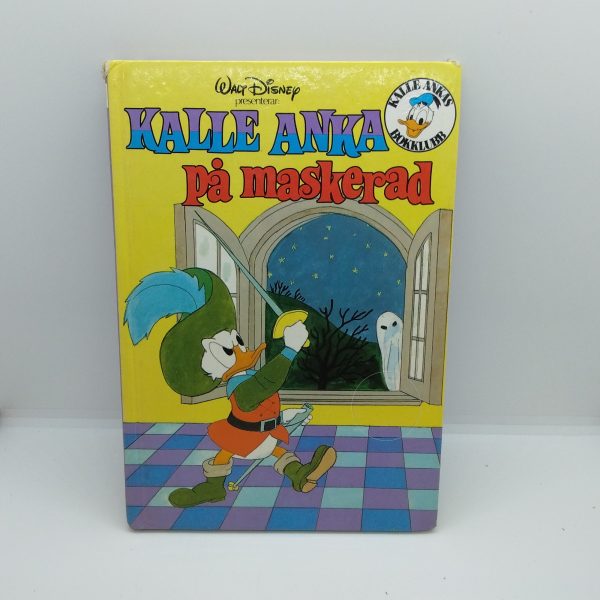 WALT DISNEY
presenterar:
KALLE ANKA
på maskerad
KALLE ANKAS
BOKKLUBB